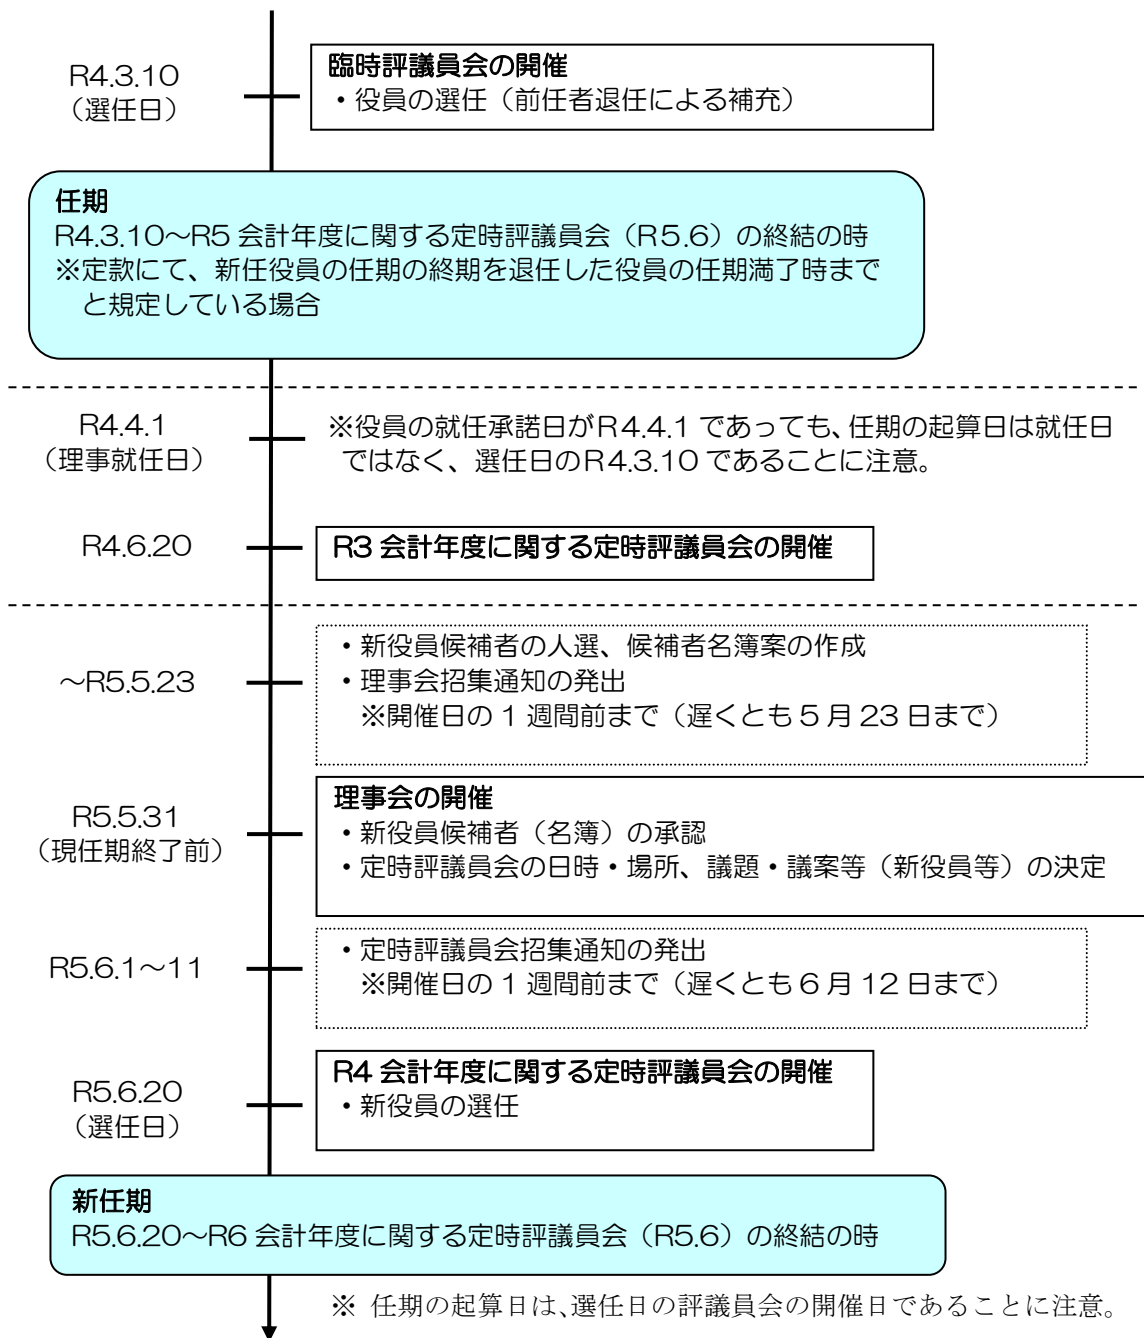 R4.3.10
（選任日）
臨時評議員会の開催
・役員の選任（前任者退任による補充）
任期
R4.3.10～R5会計年度に関する定時評議員会（R5.6）の終結の時
※定款にて、新任役員の任期の終期を退任した役員の任期満了時まで
と規定している場合
R4.4.1
（理事就任日）
※役員の就任承諾日がR4.4.1であっても、任期の起算日は就任日
ではなく、選任日のR4.3.10であることに注意。
R4.6.20
R3会計年度に関する定時評議員会の開催
～R5.5.23
・新役員候補者の人選、候補者名簿案の作成
・理事会招集通知の発出
※開催日の1週間前まで（遅くとも5月23日まで）
R5.5.31
（現任期終了前）
理事会の開催
・新役員候補者（名簿）の承認
・定時評議員会の日時・場所、議題・議案等（新役員等）の決定
R5.6.1～11
・定時評議員会招集通知の発出
※開催日の1週間前まで（遅くとも6月12日まで）
R5.6.20
（選任日）
R4会計年度に関する定時評議員会の開催
・新役員の選任
新任期
R5.6.20～R6会計年度に関する定時評議員会（R5.6）の終結の時
※ 任期の起算日は、選任日の評議員会の開催日であることに注意。